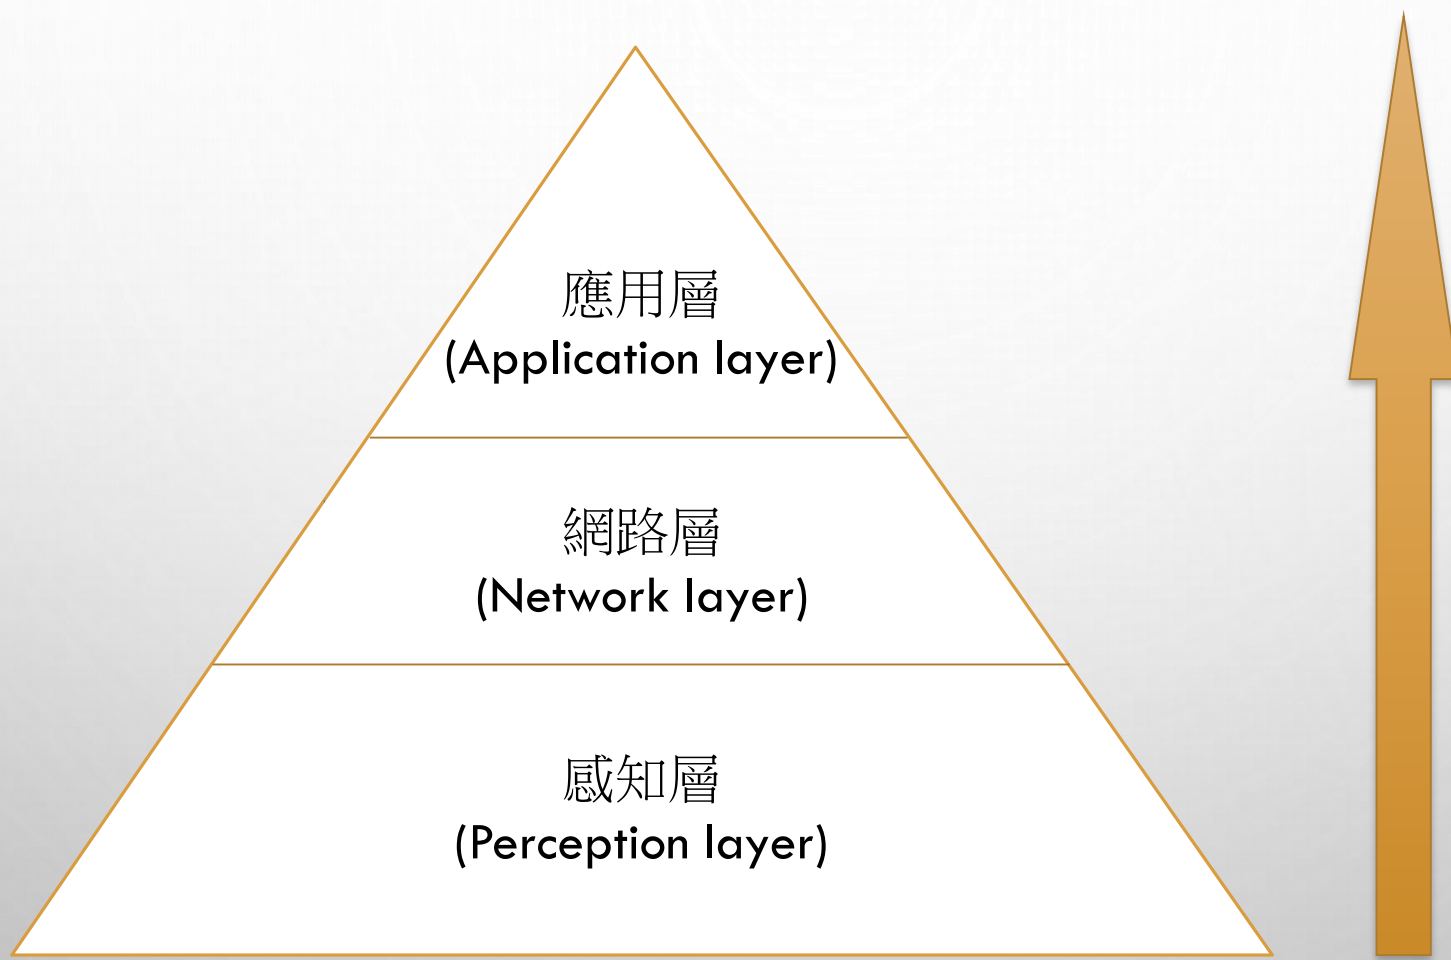 應用層
(Application layer)
網路層
(Network layer)
感知層
(Perception layer)